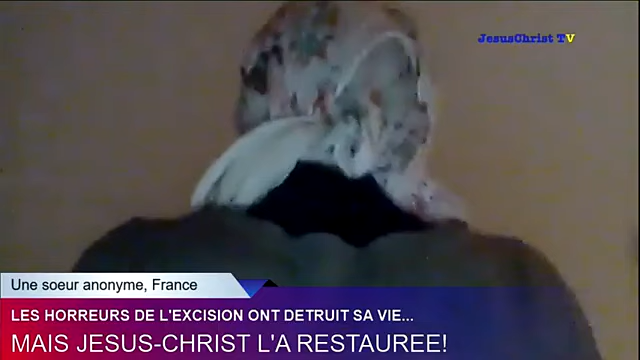 JesusChrist TV
Une soeur anonyme, France
LES HORREURS DE L'EXCISION ONT DETRUIT SA VIE...
MAIS JESUS-CHRIST L'A RESTAUREE!